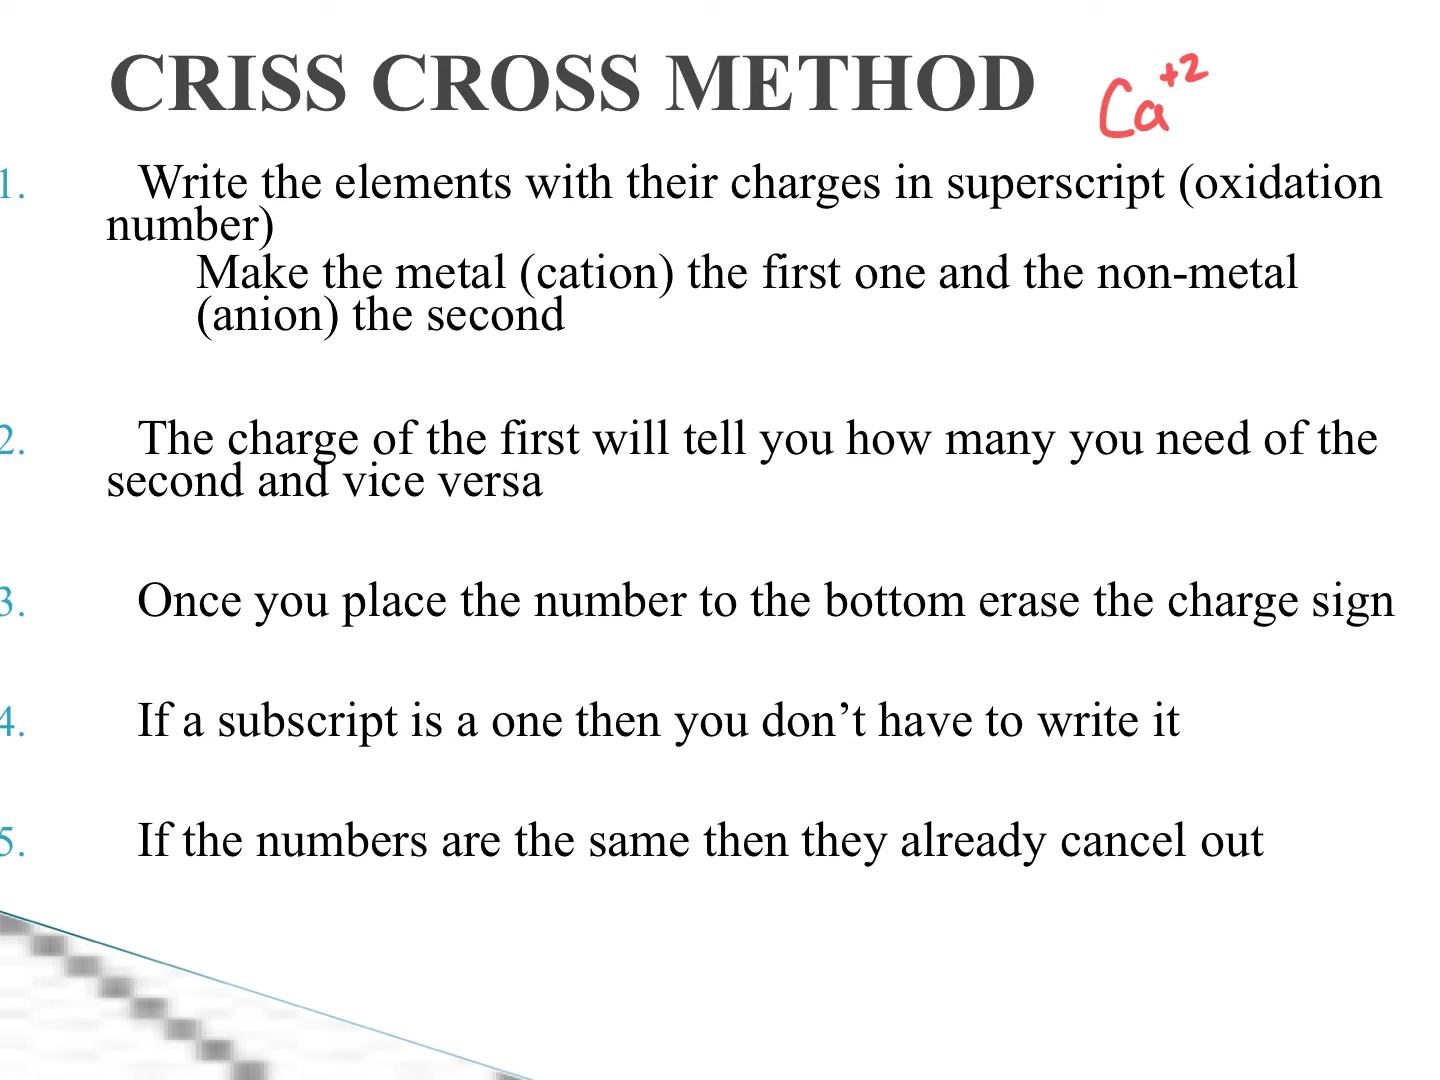 CRISS CROSS METHOD Ca⁺²
1. Write the elements with their charges in superscript (oxidation
number)
Make the metal (cation) the first one and the non-metal
(anion) the second
2. The charge of the first will tell you how many you need of the
second and vice versa
3. Once you place the number to the bottom erase the charge sign
4. If a subscript is a one then you don’t have to write it
5. If the numbers are the same then they already cancel out